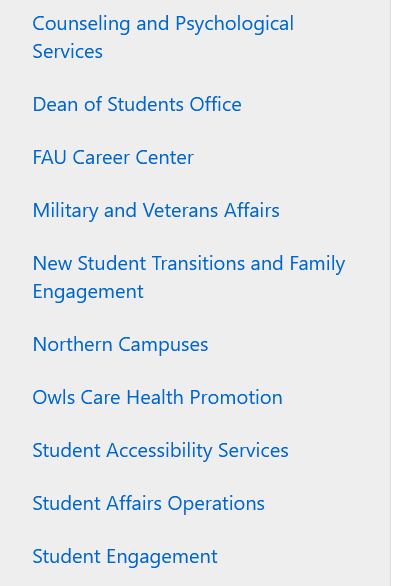 Counseling and Psychological
Services
Dean of Students Office
FAU Career Center
Military and Veterans Affairs
New Student Transitions and Family
Engagement
Northern Campuses
Owls Care Health Promotion
Student Accessibility Services
Student Affairs Operations
Student Engagement